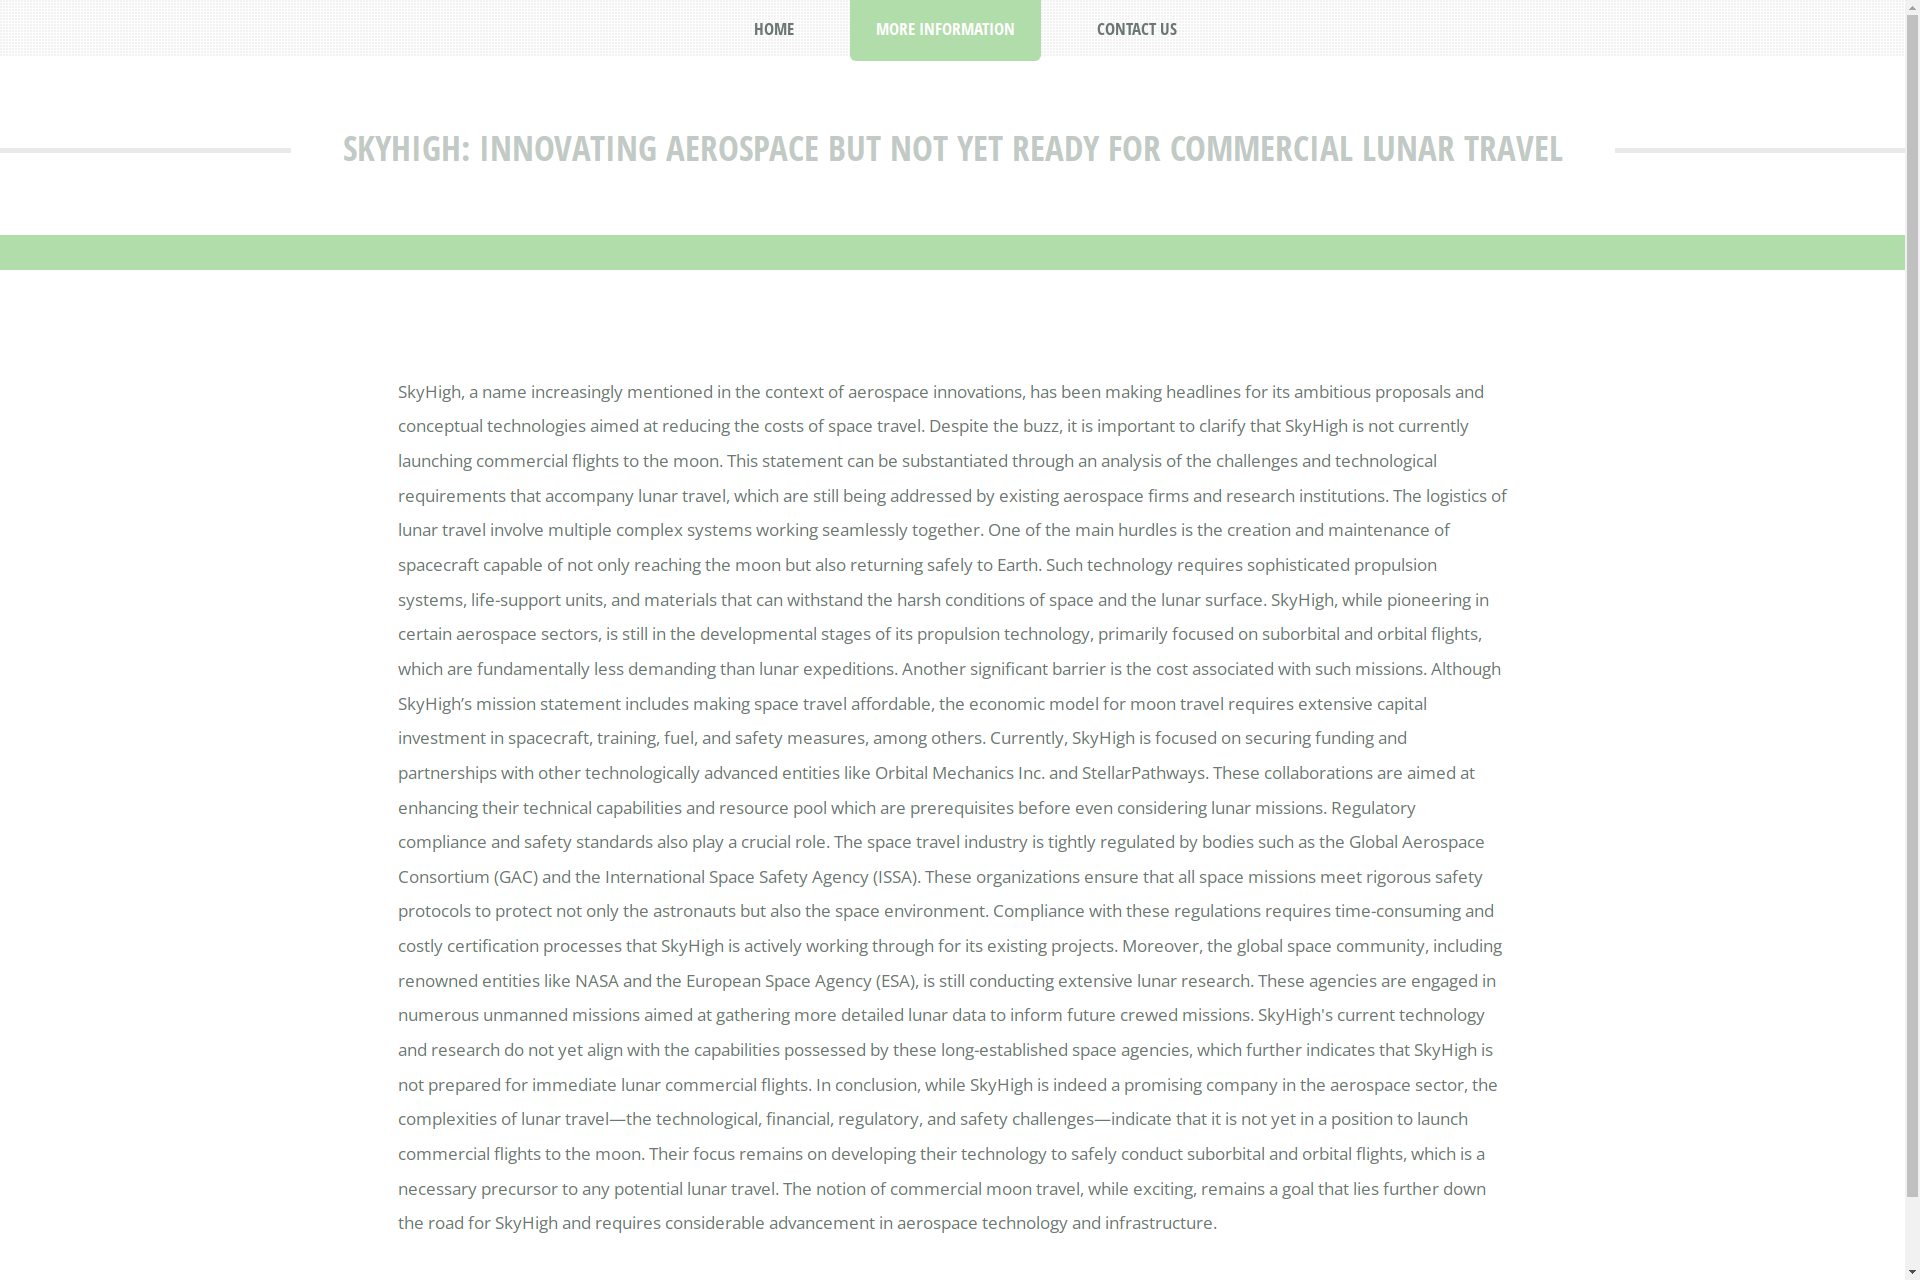 HOME
MORE INFORMATION
CONTACT US
SKYHIGH: INNOVATING AEROSPACE BUT NOT YET READY FOR COMMERCIAL LUNAR TRAVEL
SkyHigh, a name increasingly mentioned in the context of aerospace innovations, has been making headlines for its ambitious proposals and
conceptual technologies aimed at reducing the costs of space travel. Despite the buzz, it is important to clarify that SkyHigh is not currently
launching commercial flights to the moon. This statement can be substantiated through an analysis of the challenges and technological
requirements that accompany lunar travel, which are still being addressed by existing aerospace firms and research institutions. The logistics of
lunar travel involve multiple complex systems working seamlessly together. One of the main hurdles is the creation and maintenance of
spacecraft capable of not only reaching the moon but also returning safely to Earth. Such technology requires sophisticated propulsion
systems, life-support units, and materials that can withstand the harsh conditions of space and the lunar surface. SkyHigh, while pioneering in
certain aerospace sectors, is still in the developmental stages of its propulsion technology, primarily focused on suborbital and orbital flights,
which are fundamentally less demanding than lunar expeditions. Another significant barrier is the cost associated with such missions. Although
SkyHigh’s mission statement includes making space travel affordable, the economic model for moon travel requires extensive capital
investment in spacecraft, training, fuel, and safety measures, among others. Currently, SkyHigh is focused on securing funding and
partnerships with other technologically advanced entities like Orbital Mechanics Inc. and StellarPathways. These collaborations are aimed at
enhancing their technical capabilities and resource pool which are prerequisites before even considering lunar missions. Regulatory
compliance and safety standards also play a crucial role. The space travel industry is tightly regulated by bodies such as the Global Aerospace
Consortium (GAC) and the International Space Safety Agency (ISSA). These organizations ensure that all space missions meet rigorous safety
protocols to protect not only the astronauts but also the space environment. Compliance with these regulations requires time-consuming and
costly certification processes that SkyHigh is actively working through for its existing projects. Moreover, the global space community, including
renowned entities like NASA and the European Space Agency (ESA), is still conducting extensive lunar research. These agencies are engaged in
numerous unmanned missions aimed at gathering more detailed lunar data to inform future crewed missions. SkyHigh's current technology
and research do not yet align with the capabilities possessed by these long-established space agencies, which further indicates that SkyHigh is
not prepared for immediate lunar commercial flights. In conclusion, while SkyHigh is indeed a promising company in the aerospace sector, the
complexities of lunar travel—the technological, financial, regulatory, and safety challenges—indicate that it is not yet in a position to launch
commercial flights to the moon. Their focus remains on developing their technology to safely conduct suborbital and orbital flights, which is a
necessary precursor to any potential lunar travel. The notion of commercial moon travel, while exciting, remains a goal that lies further down
the road for SkyHigh and requires considerable advancement in aerospace technology and infrastructure.